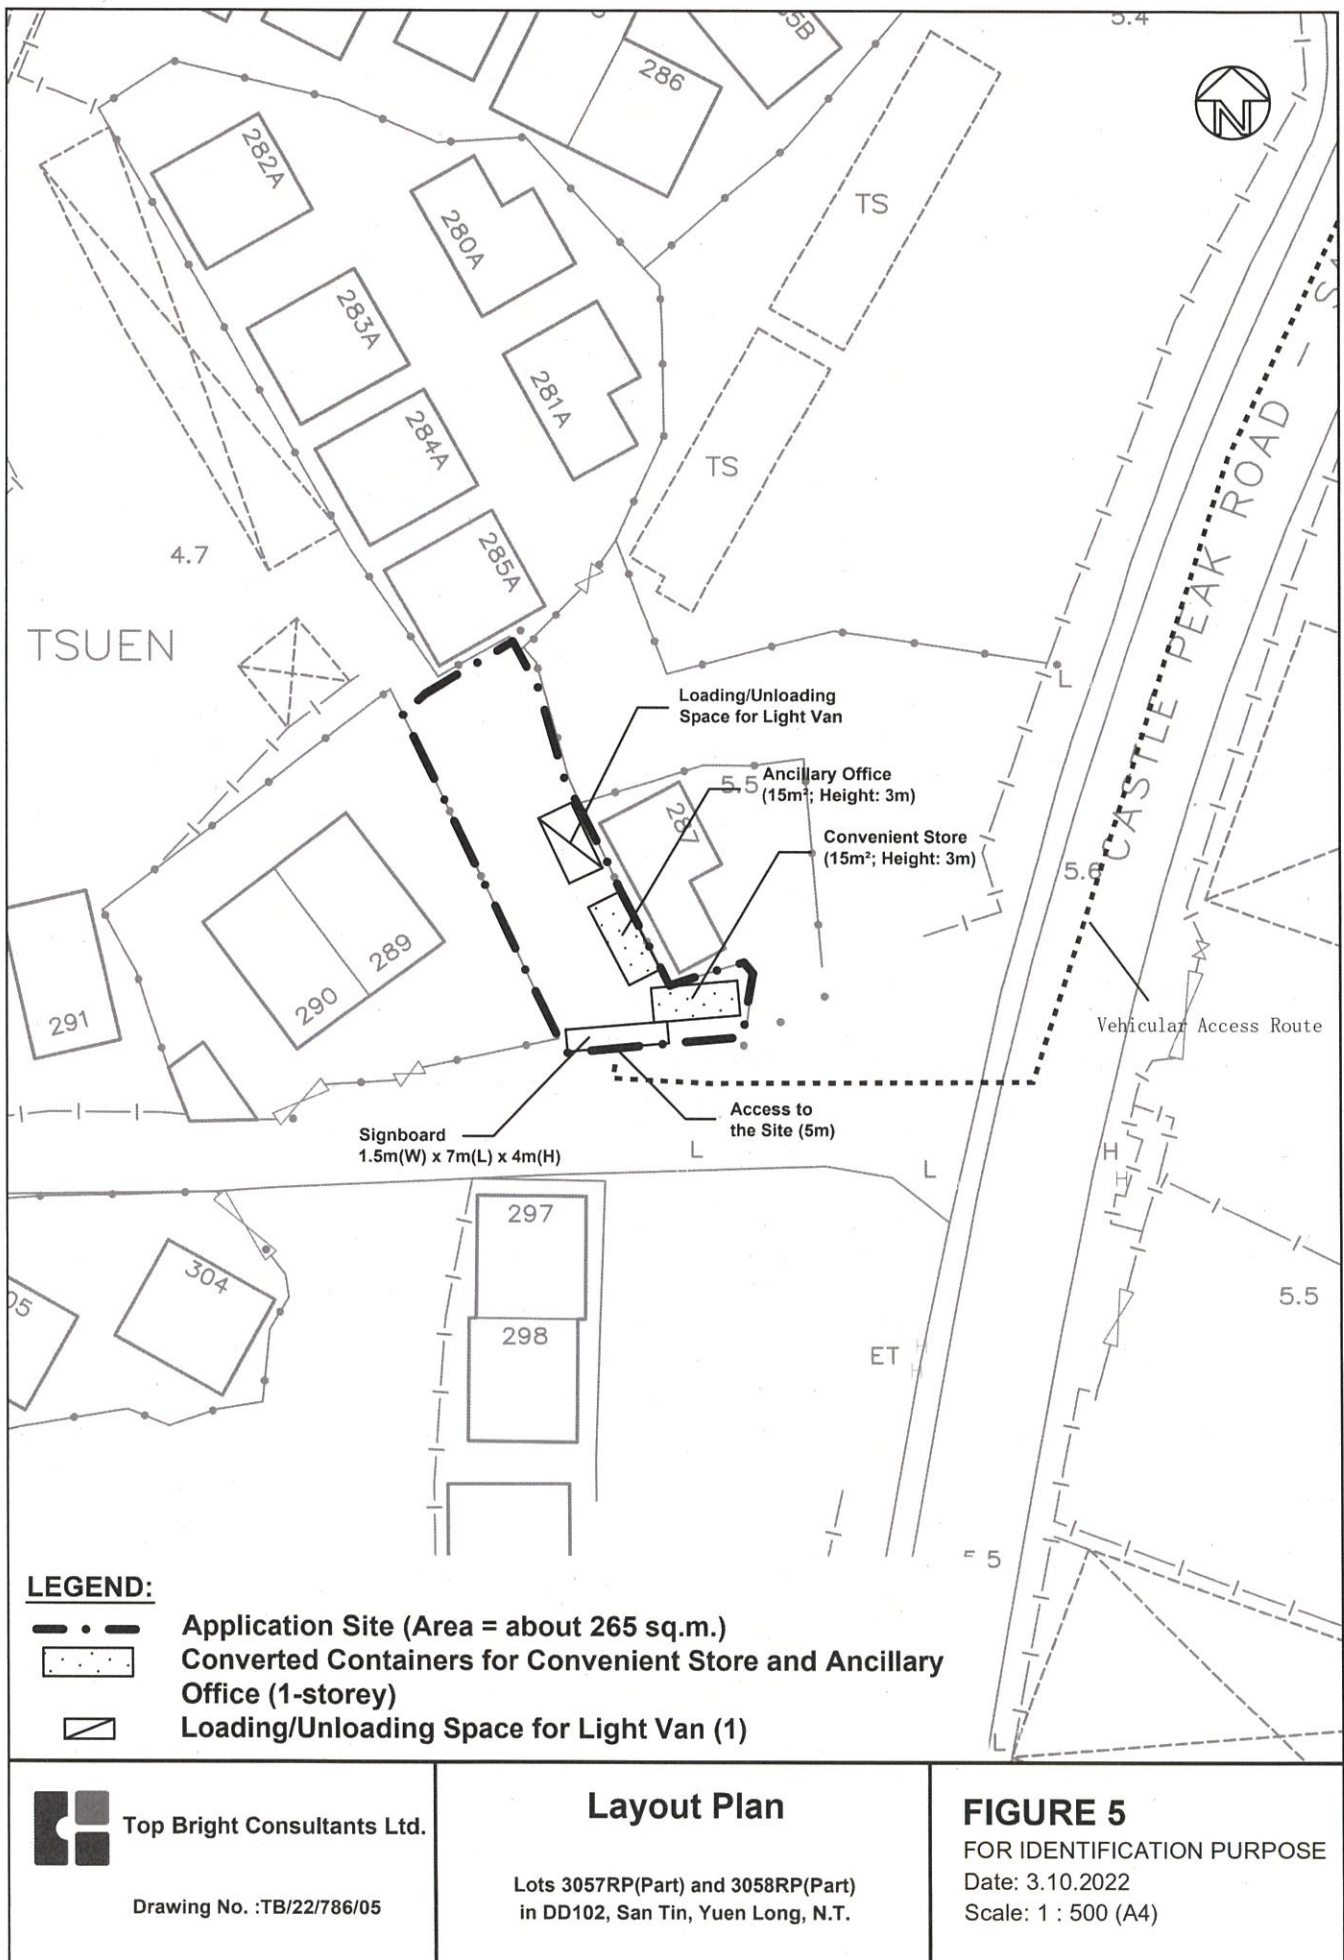 5.4
5B
286
N
282A
280A
TS
283A
281A
284A
TS
285A
4.7
TSUEN
CASTLE PEAK ROAD –
L
Loading/Unloading
Space for Light Van
5.5
Ancillary Office
(15m²; Height: 3m)
287
Convenient Store
(15m²; Height: 3m)
5.6
289
290
291
Vehicular Access Route
Access to
the Site (5m)
Signboard
1.5m(W) x 7m(L) x 4m(H)
L
L
H
297
304
05
298
5.5
ET
5
L
LEGEND:
Application Site (Area = about 265 sq.m.)
Converted Containers for Convenient Store and Ancillary
Office (1-storey)
Loading/Unloading Space for Light Van (1)
Top Bright Consultants Ltd.
Drawing No. :TB/22/786/05
Layout Plan
Lots 3057RP(Part) and 3058RP(Part)
in DD102, San Tin, Yuen Long, N.T.
FIGURE 5
FOR IDENTIFICATION PURPOSE
Date: 3.10.2022
Scale: 1 : 500 (A4)